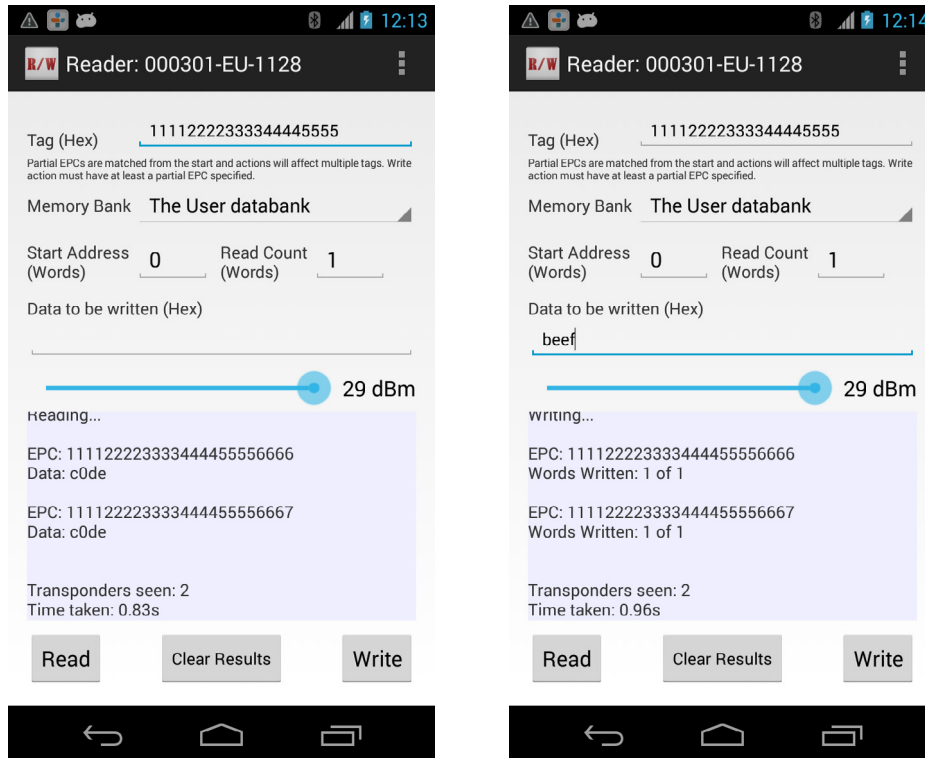 12:13
R/W Reader: 000301-EU-1128
Tag (Hex) 11112222333344445555
Partial EPCs are matched from the start and actions will affect multiple tags. Write
action must have at least a partial EPC specified.
Memory Bank The User databank
Start Address
(Words) 0 Read Count
(Words) 1
Data to be written (Hex)
29 dBm
Reading...
EPC: 111122223333444455556666
Data: c0de
EPC: 111122223333444455556667
Data: c0de
Transponders seen: 2
Time taken: 0.83s
Read Clear Results Write
12:14
R/W Reader: 000301-EU-1128
Tag (Hex) 11112222333344445555
Partial EPCs are matched from the start and actions will affect multiple tags. Write
action must have at least a partial EPC specified.
Memory Bank The User databank
Start Address
(Words) 0 Read Count
(Words) 1
Data to be written (Hex)
beef
29 dBm
Writing...
EPC: 111122223333444455556666
Words Written: 1 of 1
EPC: 111122223333444455556667
Words Written: 1 of 1
Transponders seen: 2
Time taken: 0.96s
Read Clear Results Write